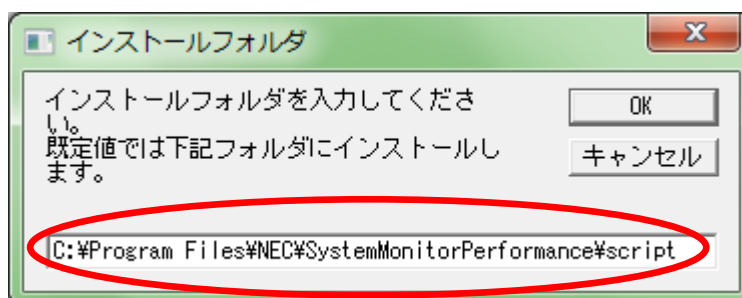 インストールフォルダ
インストールフォルダを入力してくださ
い。
既定値では下記フォルダにインストールし
ます。
OK
キャンセル
C:¥Program Files¥NEC¥SystemMonitorPerformance¥script